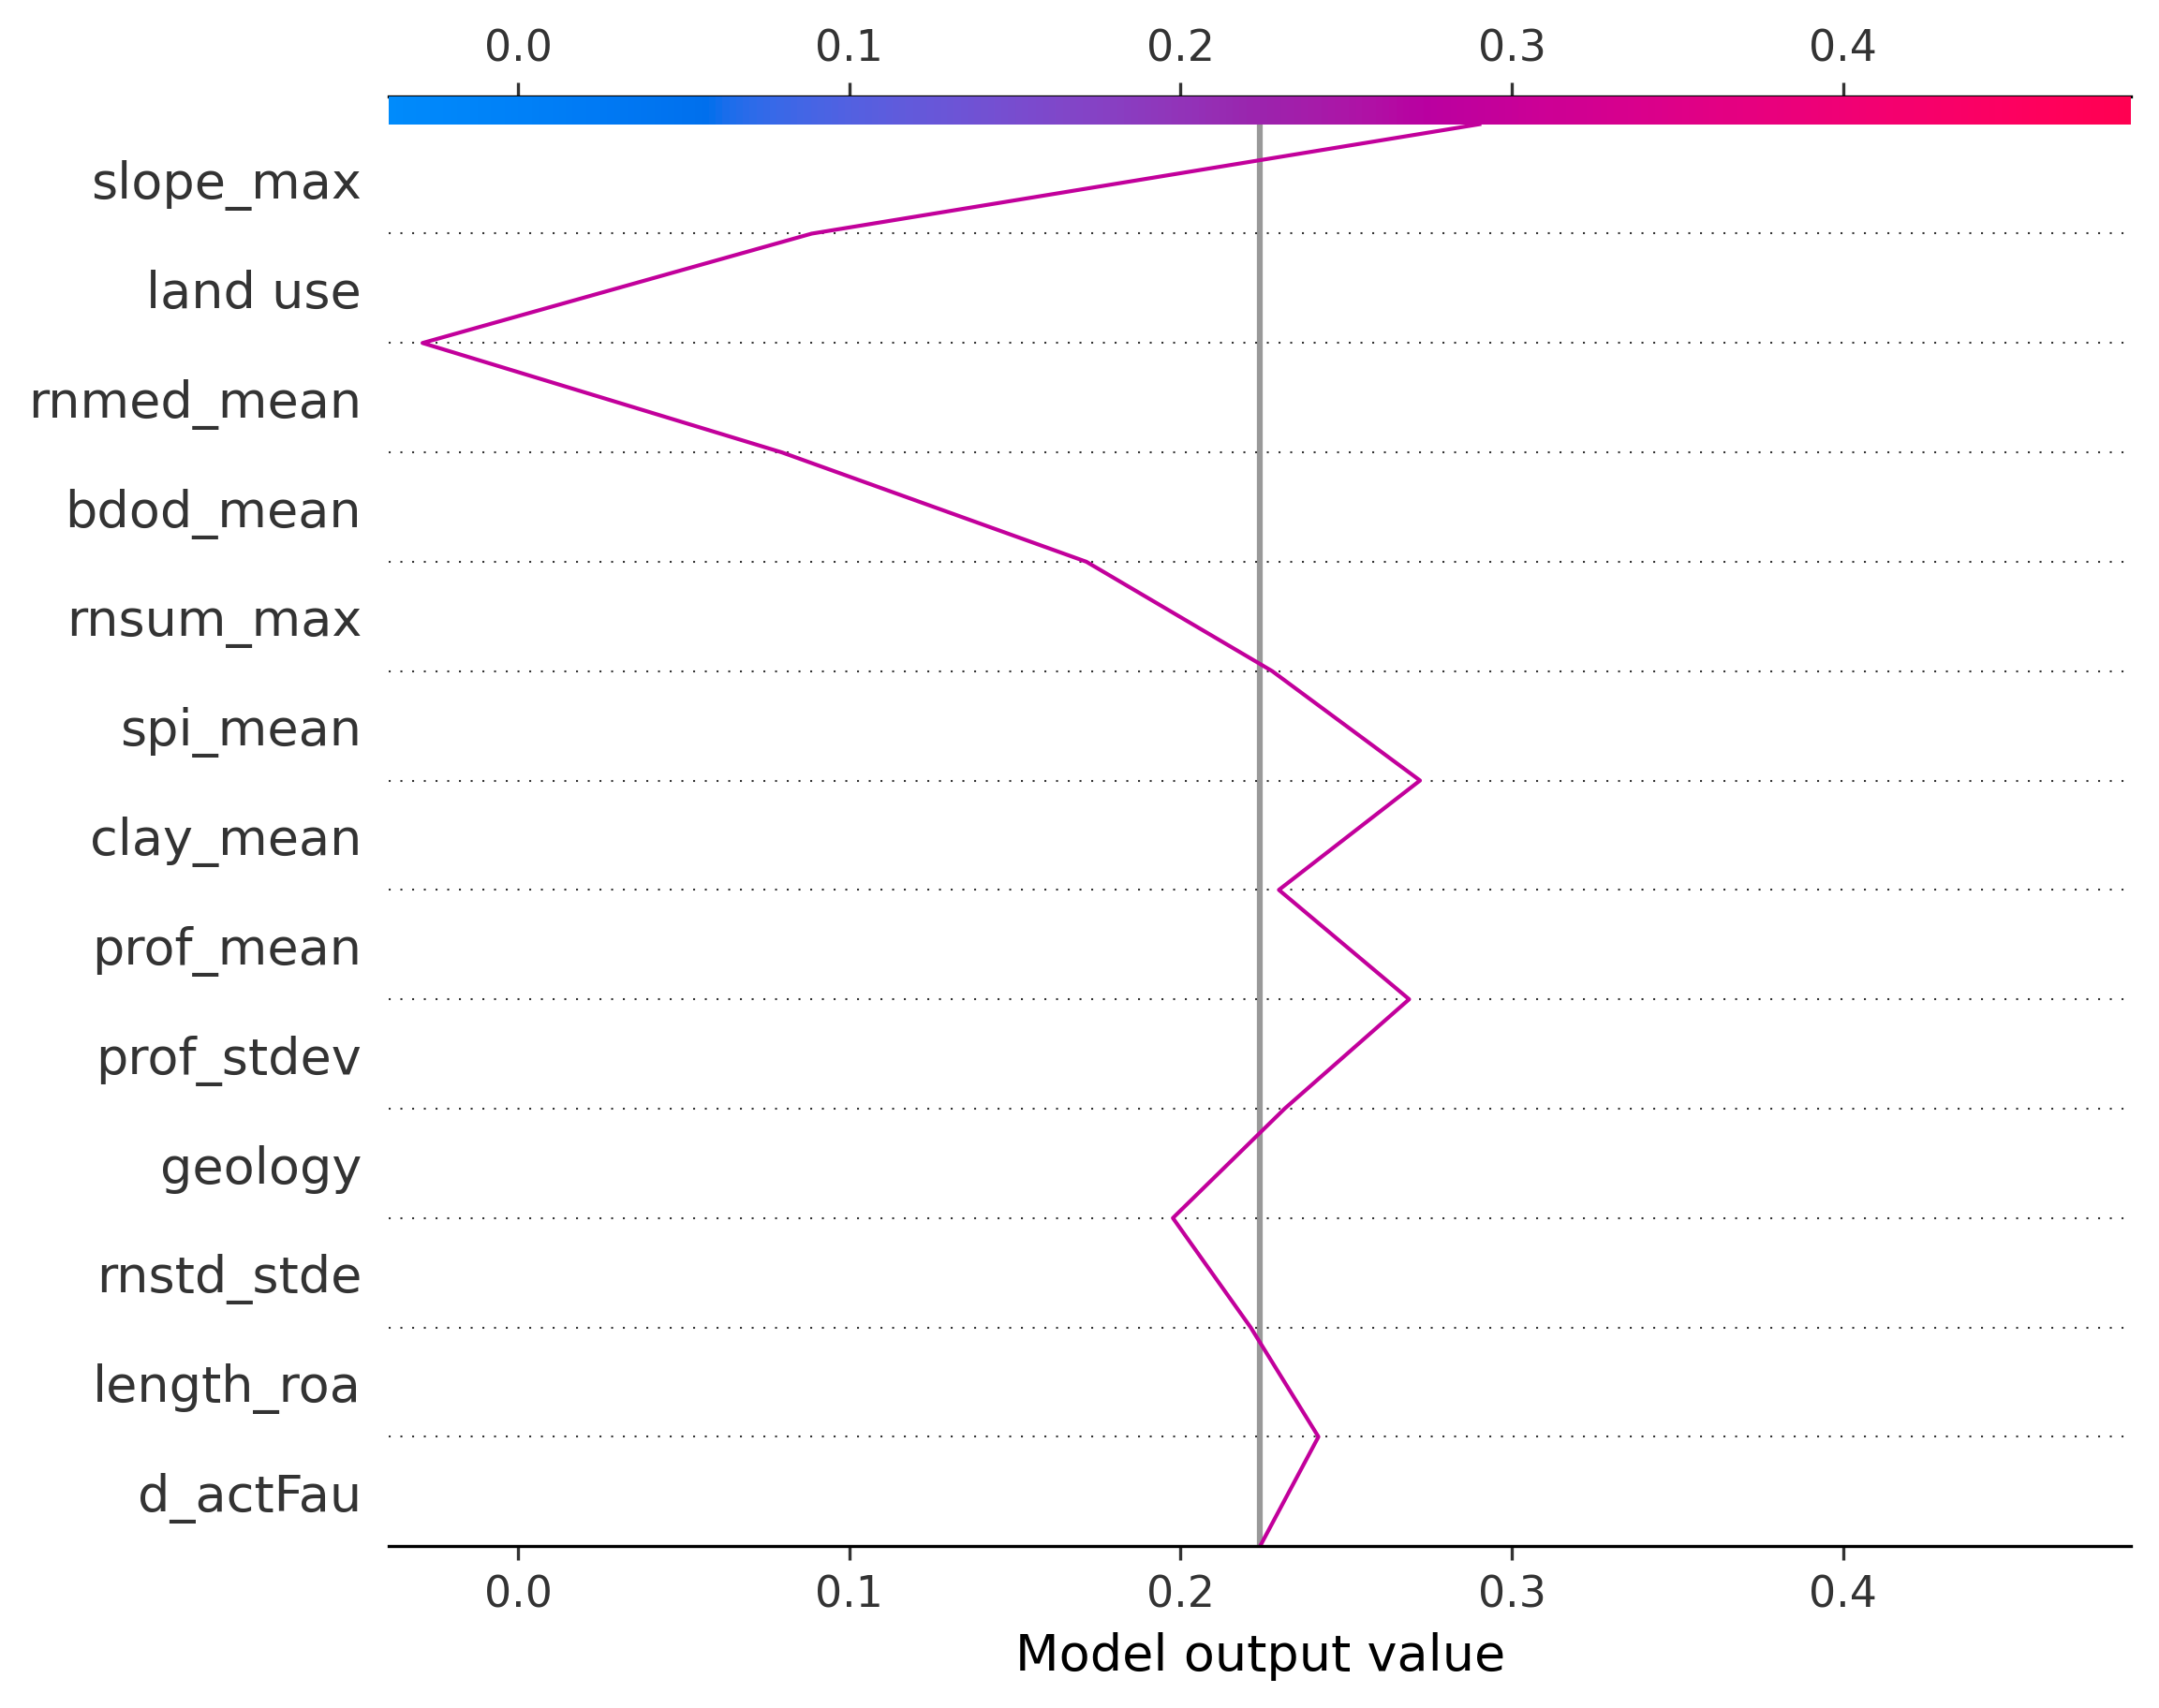 0.0 0.1 0.2 0.3 0.4
slope_max
land use
rnmed_mean
bdod_mean
rnsum_max
spi_mean
clay_mean
prof_mean
prof_stdev
geology
rnstd_stde
length_roa
d_actFau
0.0 0.1 0.2 0.3 0.4
Model output value